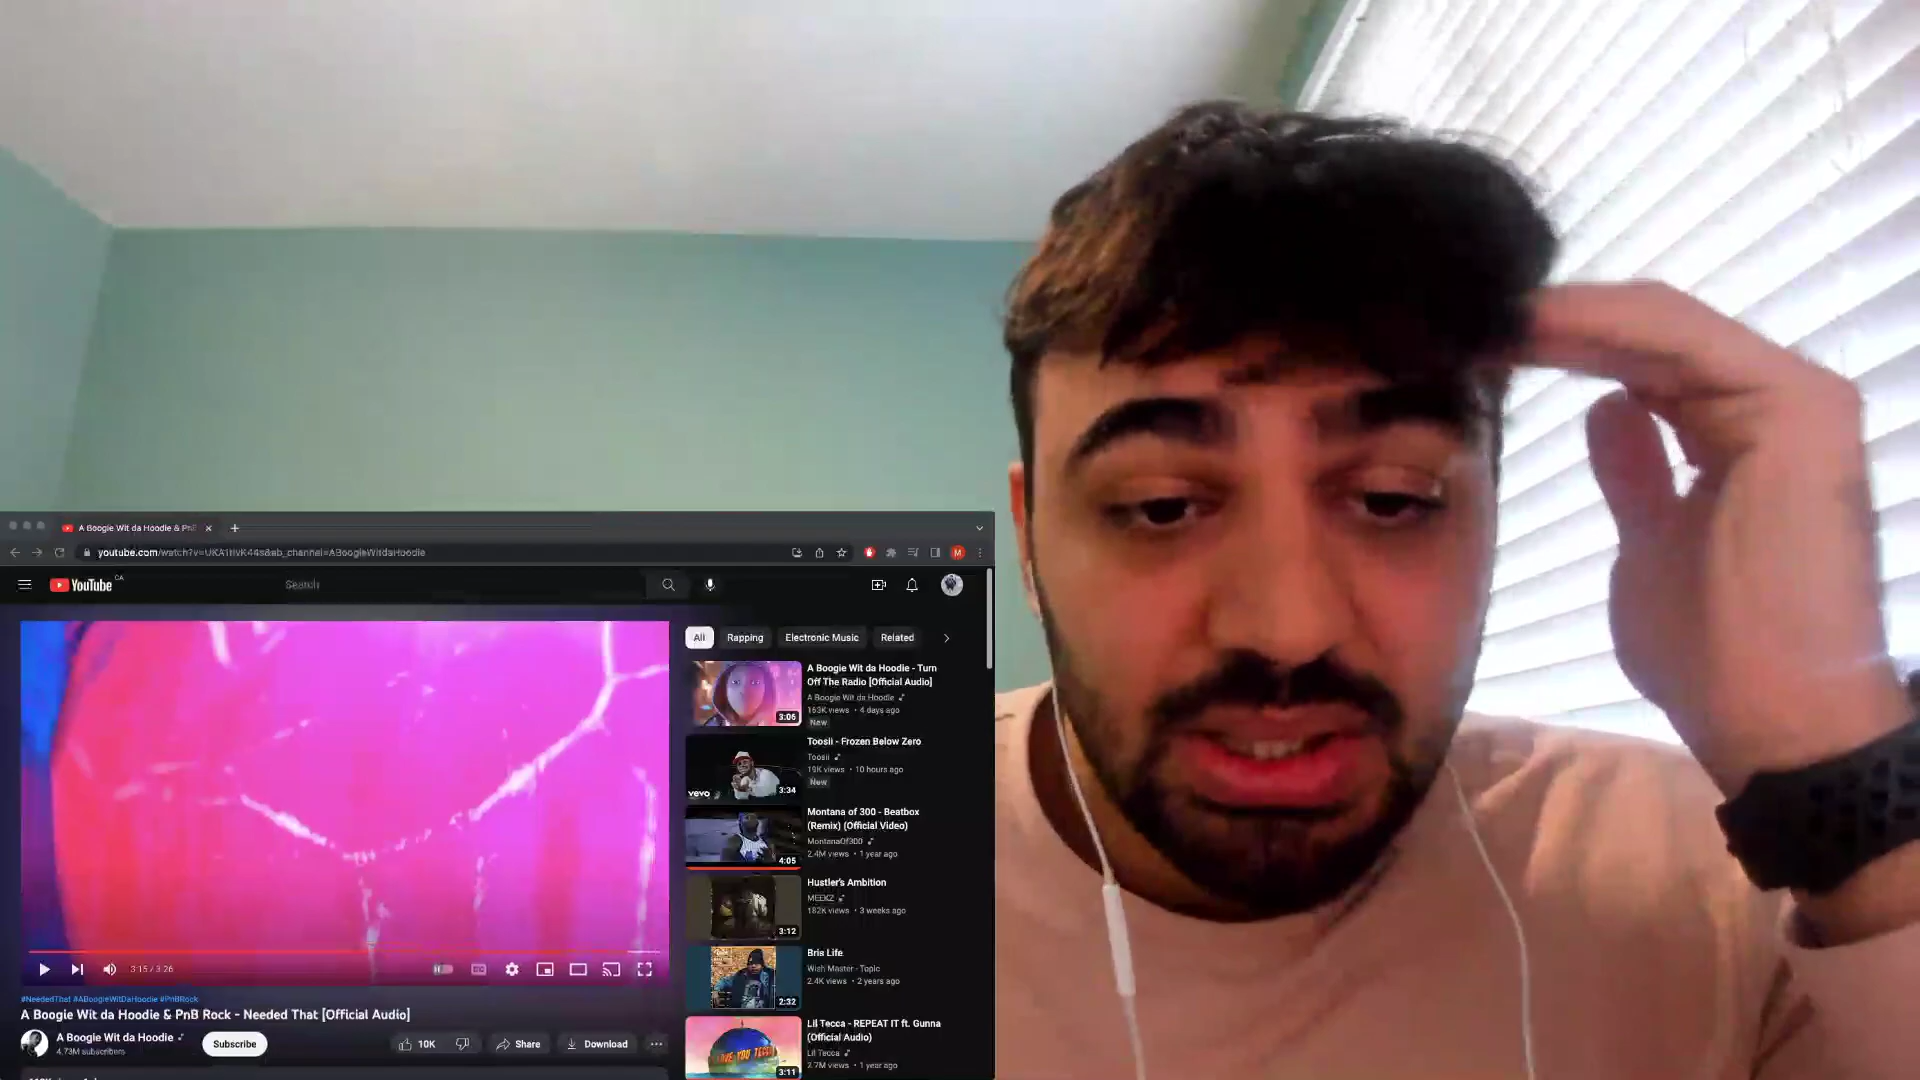 A Boogie Wit da Hoodie & PnB
youtube.com/watch?v=
YouTube CA
Search
M
All
Rapping
Electronic Music
Related
A Boogie Wit da Hoodie - Turn
Off The Radio [Official Audio]
A Boogie Wit da Hoodie
163K views • 4 days ago
New
3:06
Toosii - Frozen Below Zero
Toosii
19K views • 10 hours ago
New
vevo
3:34
Montana of 300 - Beatbox
(Remix) (Official Video)
MontanaOf300
2.4M views • 1 year ago
4:05
Hustler's Ambition
MEEKZ
182K views • 3 weeks ago
3:12
Bris Life
Wish Master - Topic
2.4K views • 2 years ago
2:32
Lil Tecca - REPEAT IT ft. Gunna
(Official Audio)
Lil Tecca
2.7M views • 1 year ago
LOVE YOU TECCA
3:11
3:15 / 3:26
CC
#NeededThat #ABoogieWitDaHoodie #PnBRock
A Boogie Wit da Hoodie & PnB Rock - Needed That [Official Audio]
A Boogie Wit da Hoodie
4.73M subscribers
Subscribe
10K
Share
Download